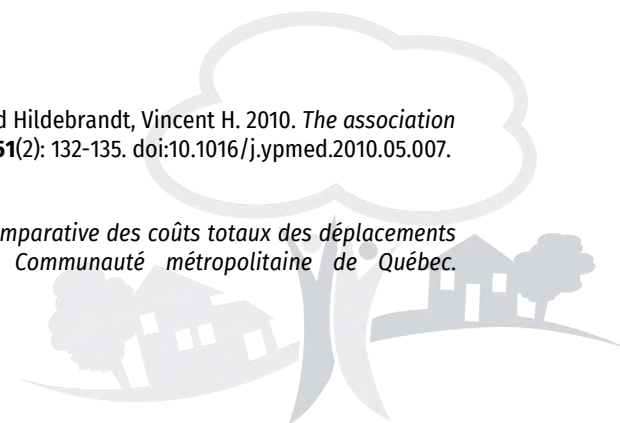 d Hildebrandt, Vincent H. 2010. The association
51(2): 132-135. doi:10.1016/j.ypmed.2010.05.007.
mparative des coûts totaux des déplacements
Communauté métropolitaine de Québec.